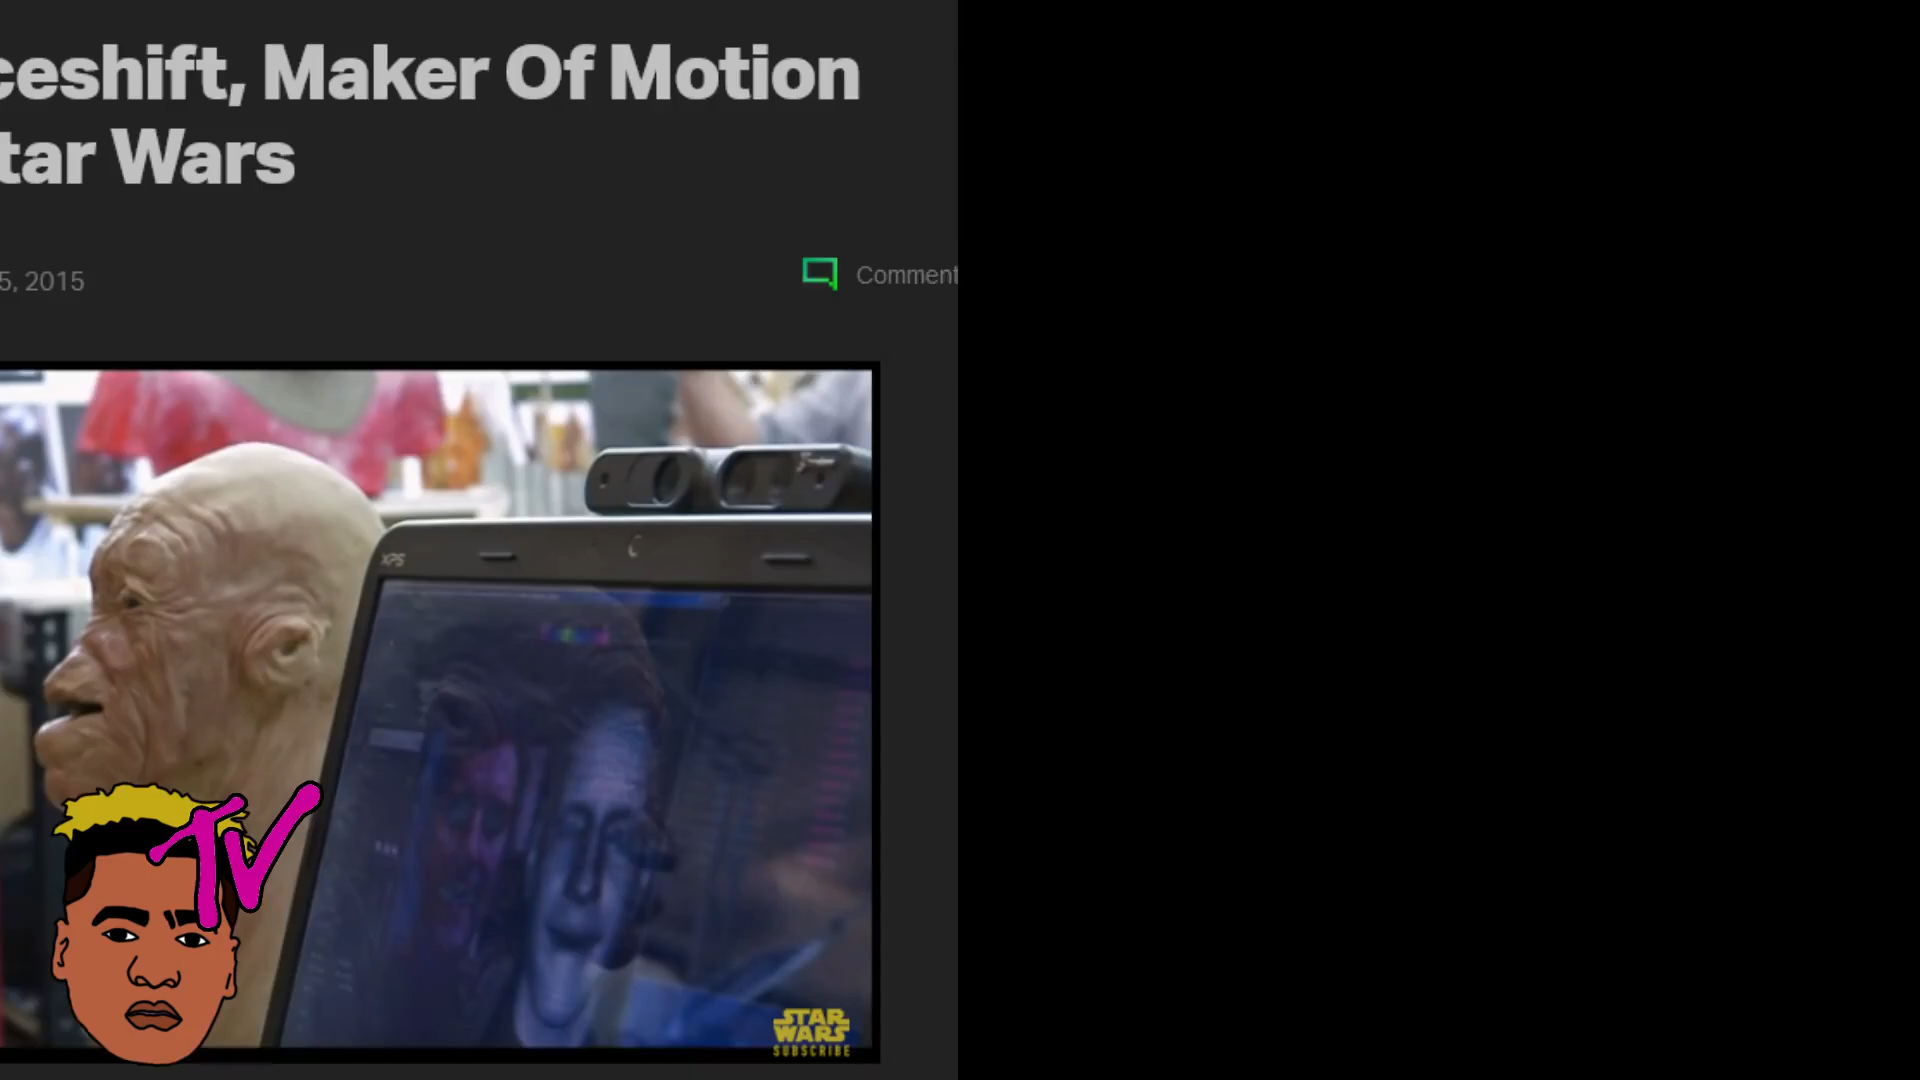 ceshift, Maker Of Motion
tar Wars
5, 2015
Comment
XPS
TV
STAR
WARS
SUBSCRIBE